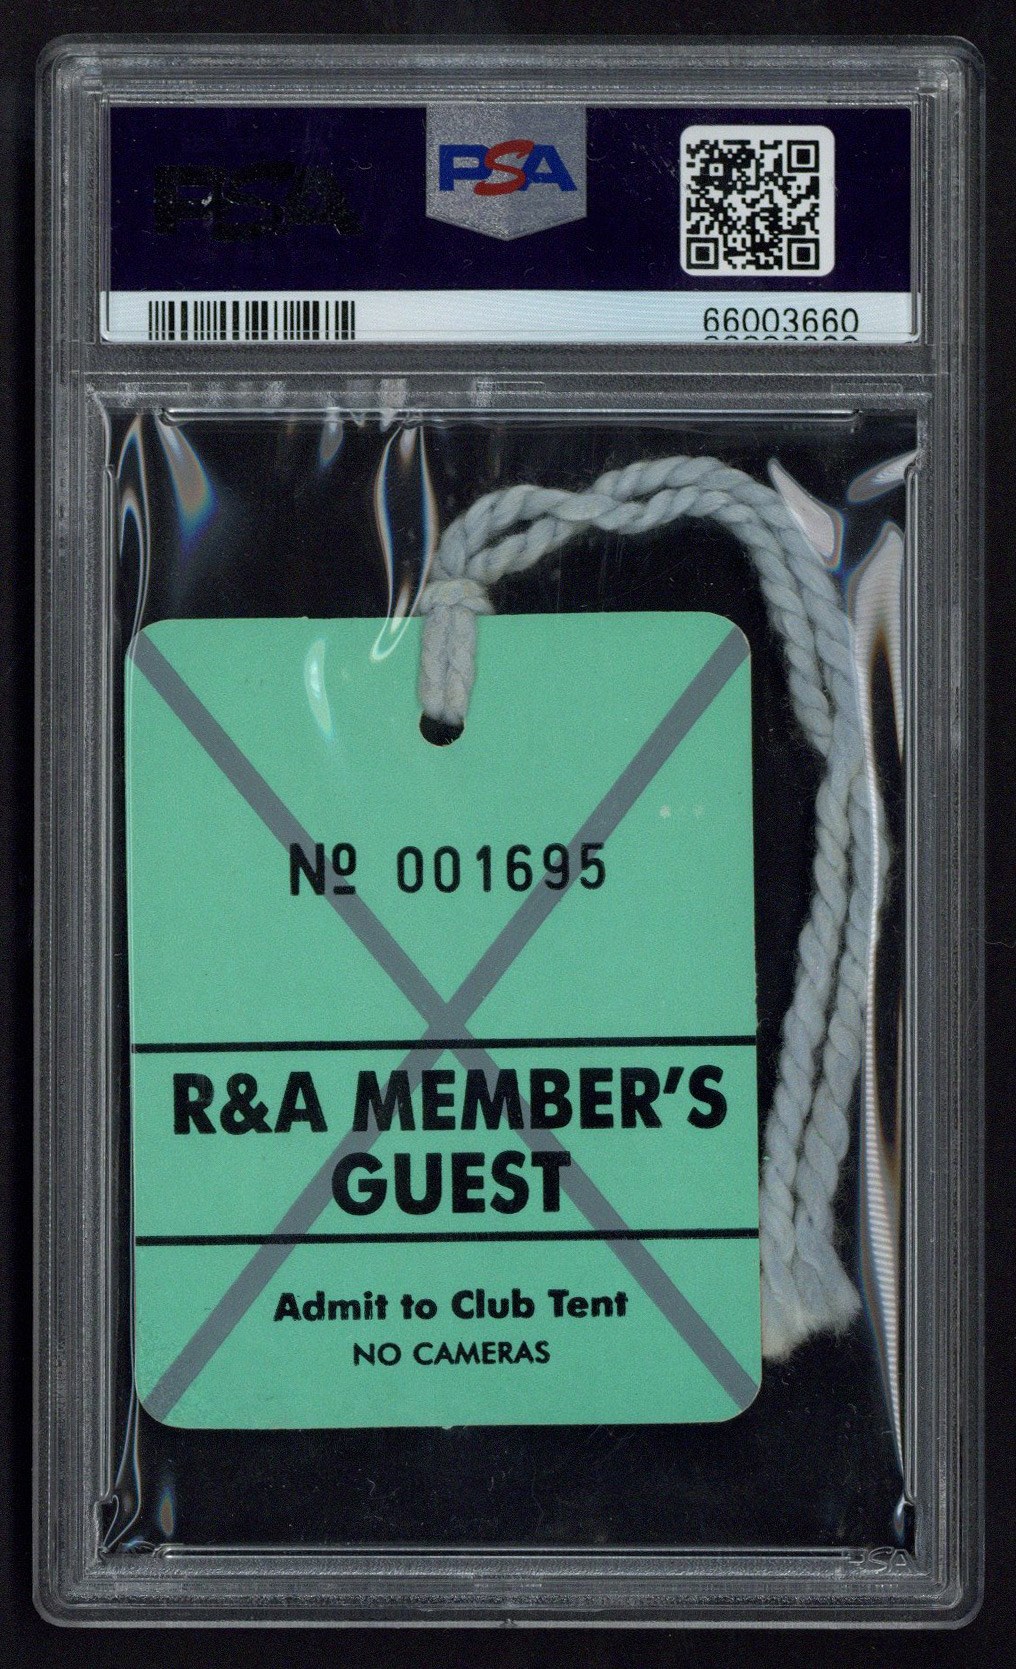 PSA
PSA
66003660
Nº 001695
R&A MEMBER'S
GUEST
Admit to Club Tent
NO CAMERAS
PSA